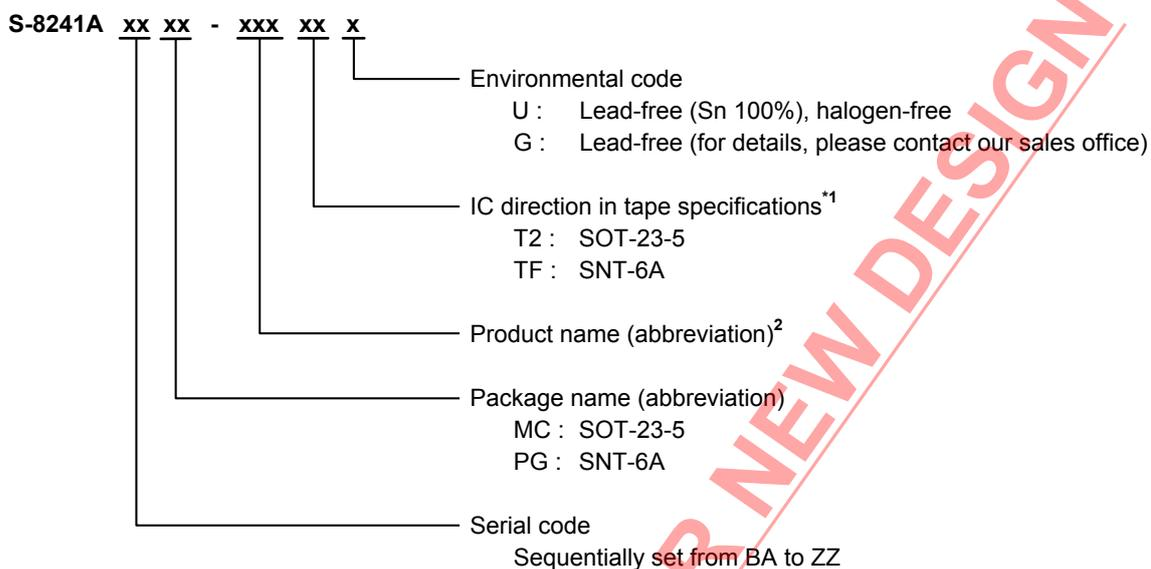 S-8241A xx xx - xxx xx x
Environmental code
U : Lead-free (Sn 100%), halogen-free
G : Lead-free (for details, please contact our sales office)
IC direction in tape specifications*1
T2 : SOT-23-5
TF : SNT-6A
Product name (abbreviation)2
Package name (abbreviation)
MC : SOT-23-5
PG : SNT-6A
Serial code
Sequentially set from BA to ZZ
R NEW DESIGN